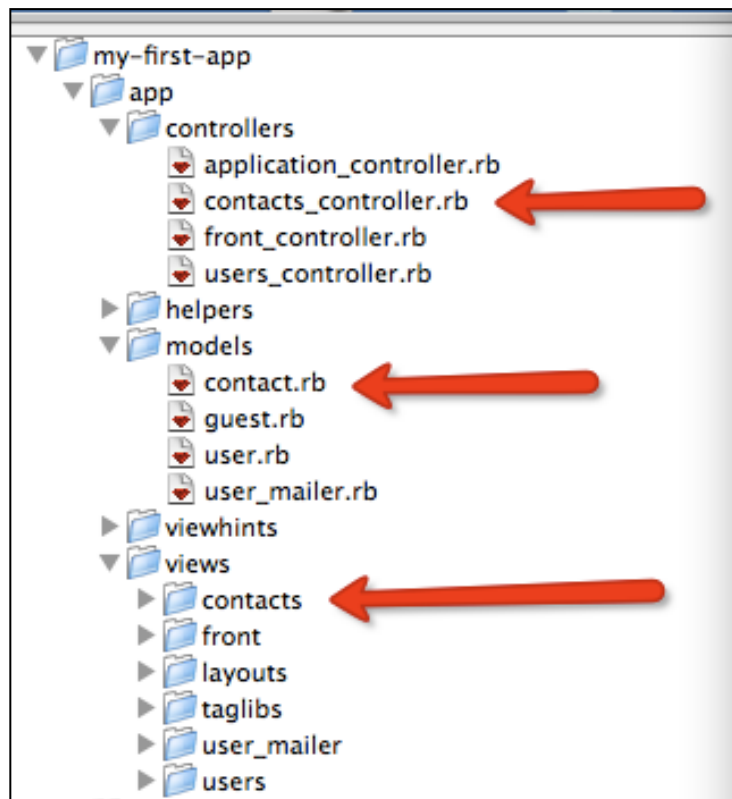 my-first-app
app
controllers
application_controller.rb
contacts_controller.rb
front_controller.rb
users_controller.rb
helpers
models
contact.rb
guest.rb
user.rb
user_mailer.rb
viewhints
views
contacts
front
layouts
taglibs
user_mailer
users